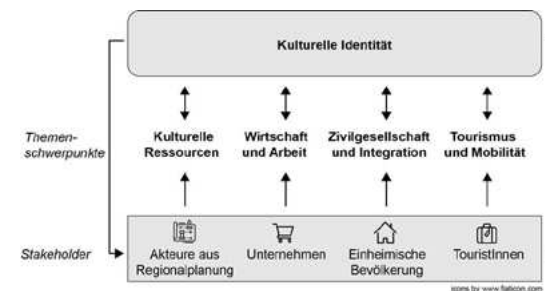 Kulturelle Identität
Themen-
schwerpunkte
Kulturelle
Ressourcen
Wirtschaft
und Arbeit
Zivilgesellschaft
und Integration
Tourismus
und Mobilität
Stakeholder
Akteure aus
Regionalplanung
Unternehmen
Einheimische
Bevölkerung
TouristInnen
icons by www.flaticon.com